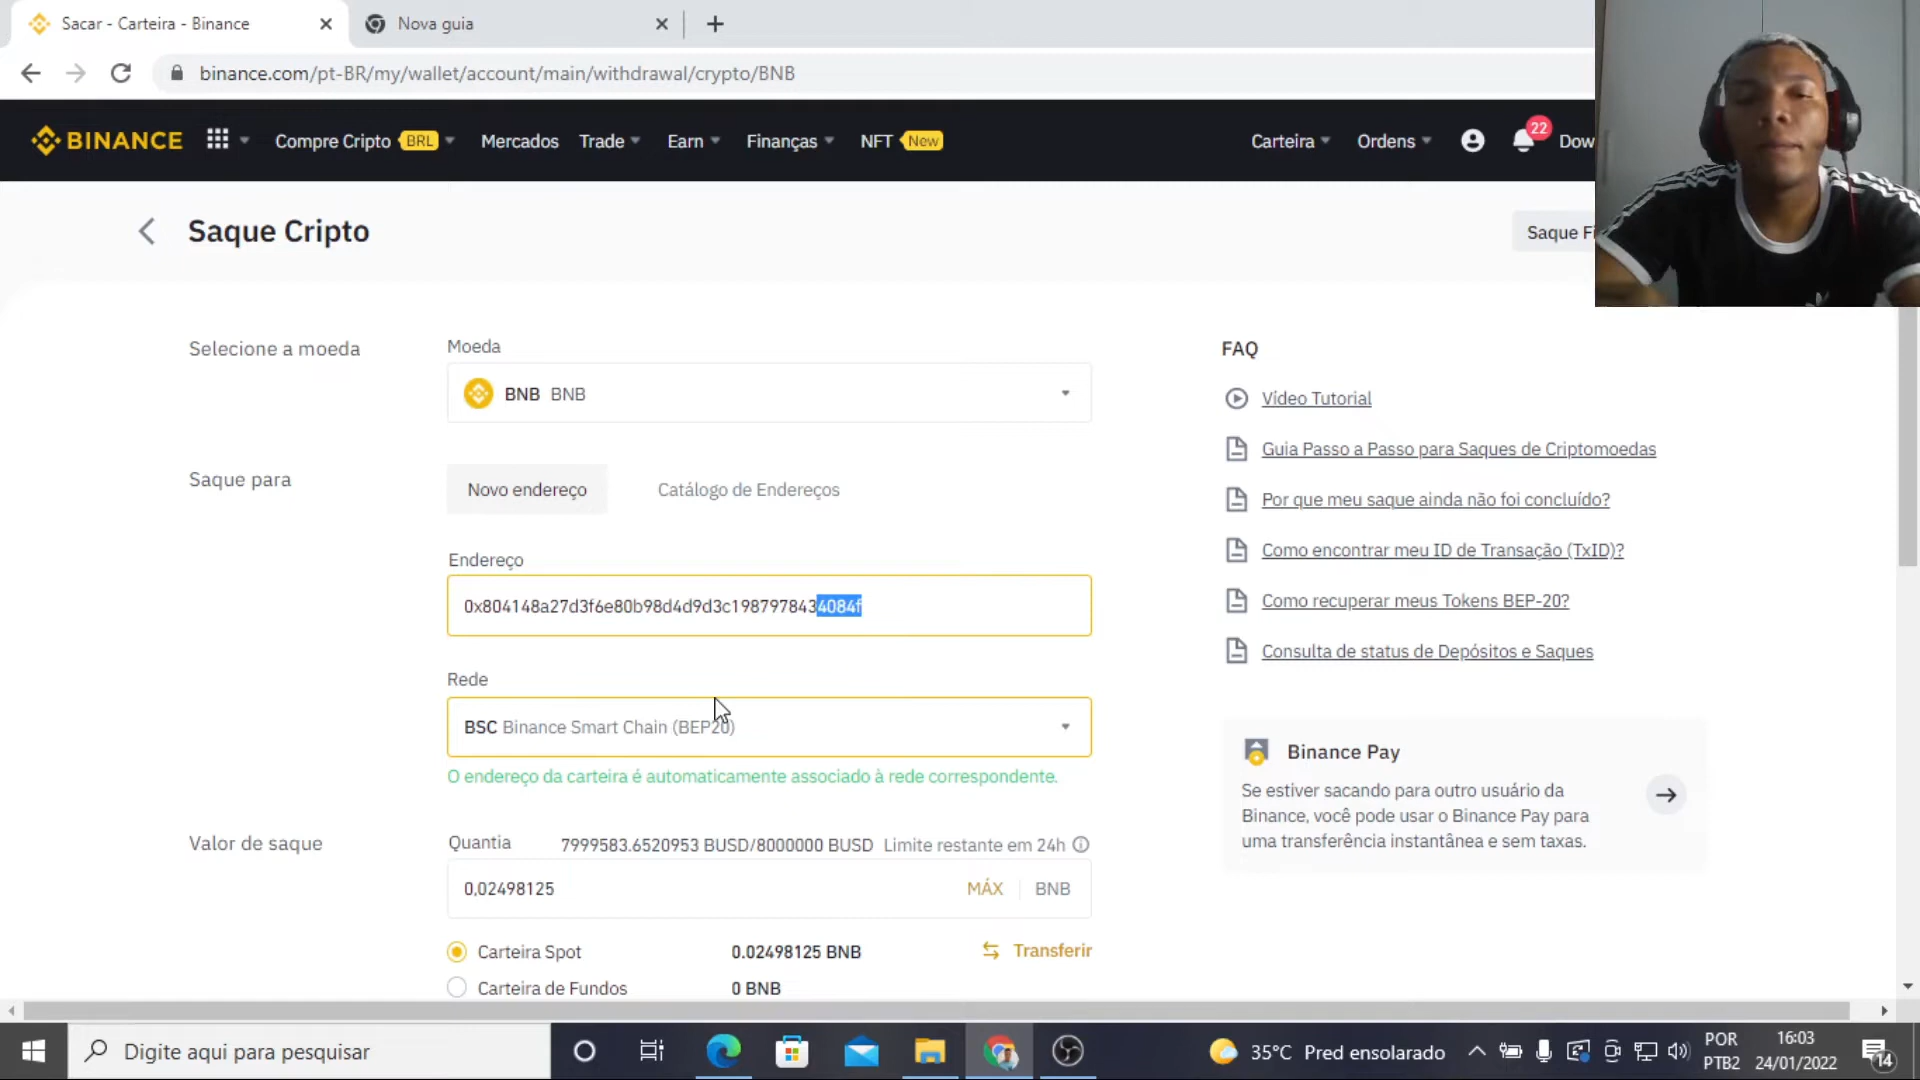 Sacar - Carteira - Binance
Nova guia
binance.com/pt-BR/my/wallet/account/main/withdrawal/crypto/BNB
BINANCE
Compre Cripto BRL
Mercados
Trade
Earn
Finanças
NFT New
Carteira
Ordens
22
Dow
Saque Cripto
Saque Fi
Selecione a moeda
Moeda
BNB BNB
Saque para
Novo endereço
Catálogo de Endereços
Endereço
0x804148a27d3f6e80b98d4d9d3c1987978434084f
Rede
BSC Binance Smart Chain (BEP20)
O endereço da carteira é automaticamente associado à rede correspondente.
Valor de saque
Quantia
7999583.6520953 BUSD/8000000 BUSD Limite restante em 24h
0,02498125
MÁX
BNB
Carteira Spot
0.02498125 BNB
Transferir
Carteira de Fundos
0 BNB
FAQ
Vídeo Tutorial
Guia Passo a Passo para Saques de Criptomoedas
Por que meu saque ainda não foi concluído?
Como encontrar meu ID de Transação (TxID)?
Como recuperar meus Tokens BEP-20?
Consulta de status de Depósitos e Saques
Binance Pay
Se estiver sacando para outro usuário da
Binance, você pode usar o Binance Pay para
uma transferência instantânea e sem taxas.
Digite aqui para pesquisar
35°C Pred ensolarado
POR
PTB2
16:03
24/01/2022
14